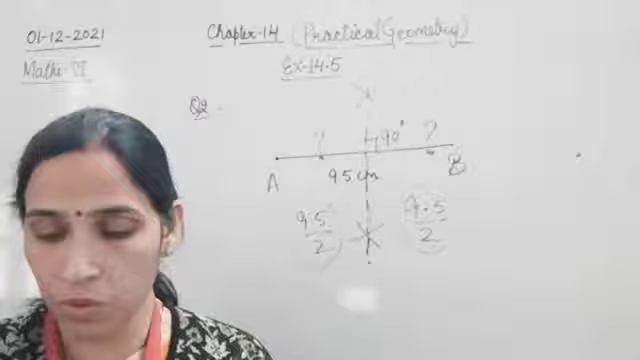 01-12-2021
Maths-VI
Chapter-14 (Practical Geometry)
Ex-14.5
Q2.
? 90° ?
A 9.5 cm B
9.5/2 9.5/2